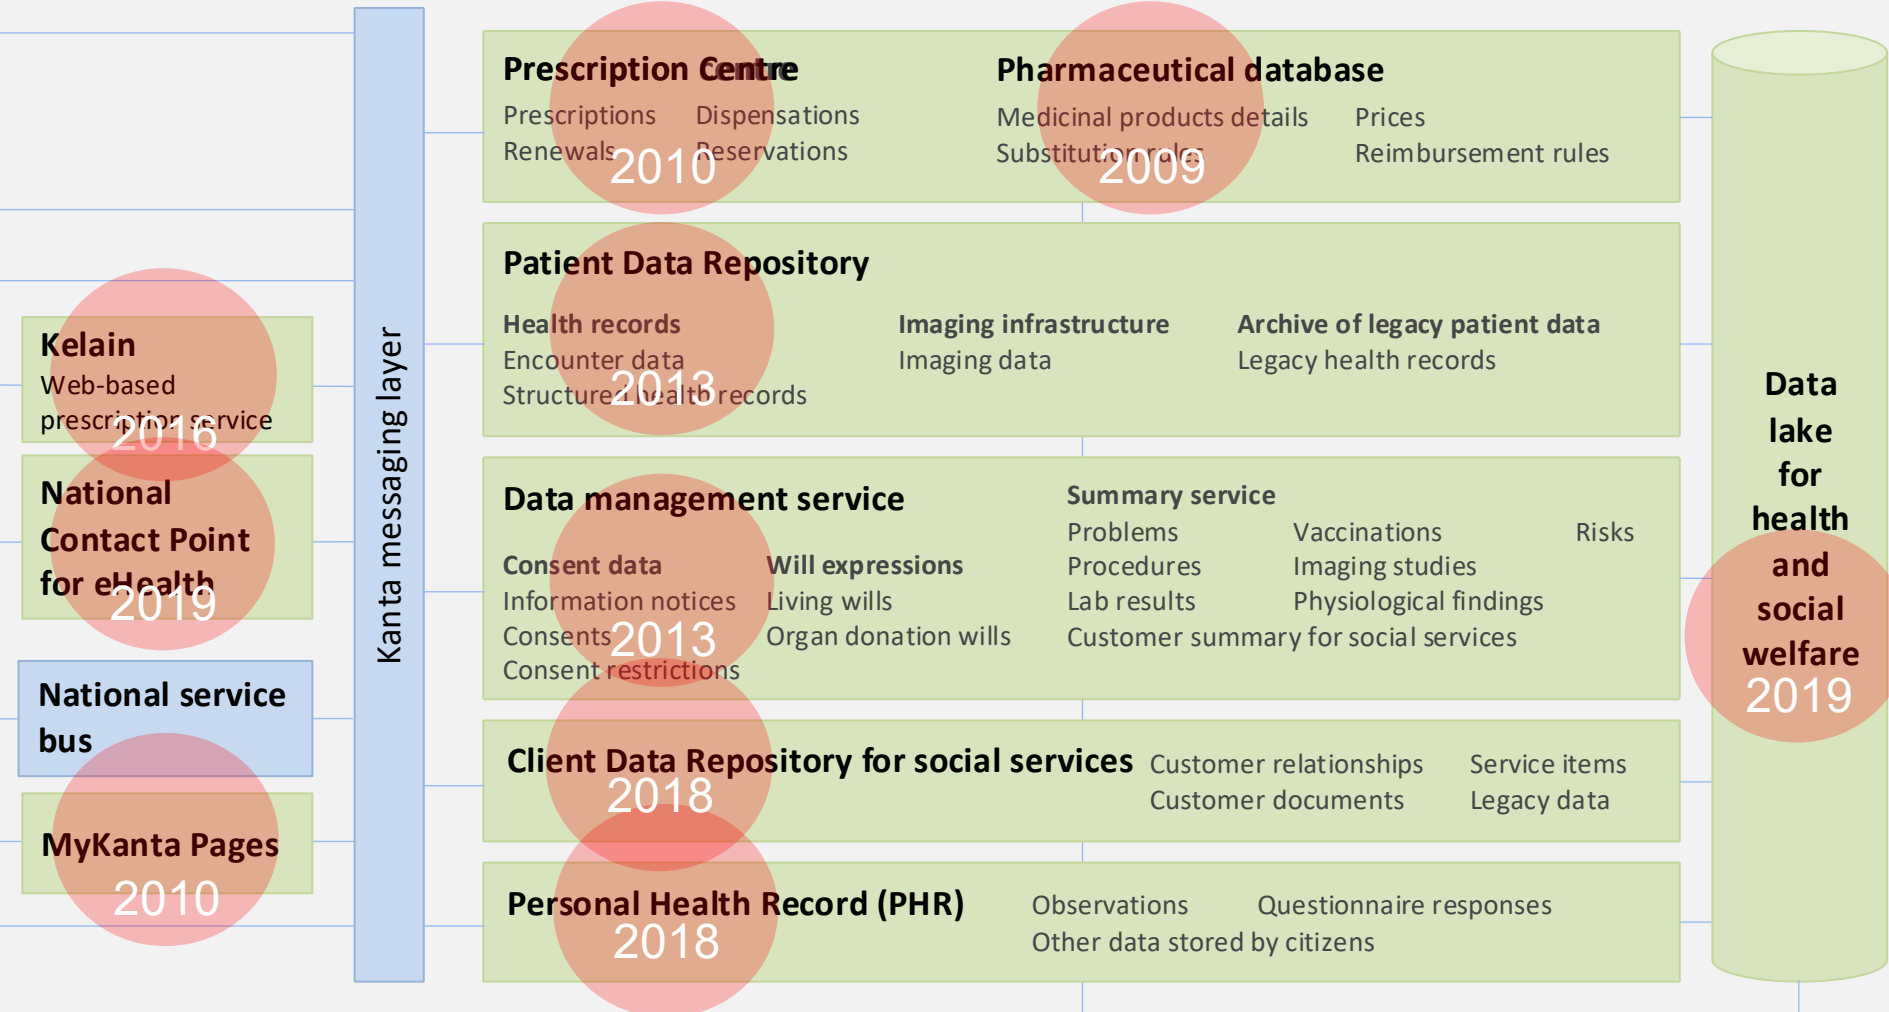 Prescription Centre
Prescriptions Dispensations
Renewals Reservations
2010
Pharmaceutical database
Medicinal products details Prices
Substitution rules Reimbursement rules
2009
Patient Data Repository
Health records
Encounter data
Structured health records
2013
Imaging infrastructure
Imaging data
Archive of legacy patient data
Legacy health records
Kelain
Web-based
prescription service
2016
National
Contact Point
for eHealth
2019
National service
bus
MyKanta Pages
2010
Kanta messaging layer
Data management service
Consent data
Information notices
Consents
Consent restrictions
2013
Will expressions
Living wills
Organ donation wills
Summary service
Problems Vaccinations Risks
Procedures Imaging studies
Lab results Physiological findings
Customer summary for social services
Client Data Repository for social services
2018
Customer relationships Service items
Customer documents Legacy data
Personal Health Record (PHR)
2018
Observations Questionnaire responses
Other data stored by citizens
Data
lake
for
health
and
social
welfare
2019